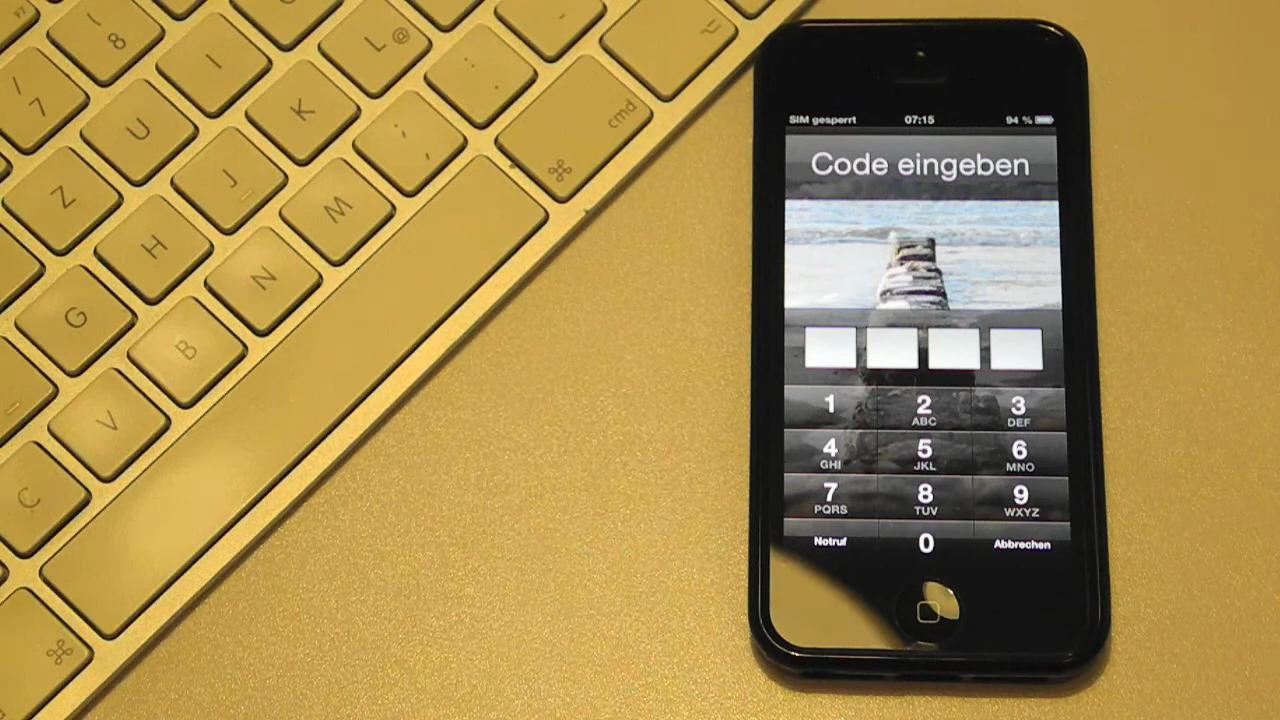 SIM gesperrt 07:15 94 %
Code eingeben
1 2 3
ABC DEF
4 5 6
GHI JKL MNO
7 8 9
PQRS TUV WXYZ
Notruf 0 Abbrechen
( 8
I
L @
: .
-
/ 7
U
K
; ,
cmd
Z
J
M
H
N
G
B
V
C